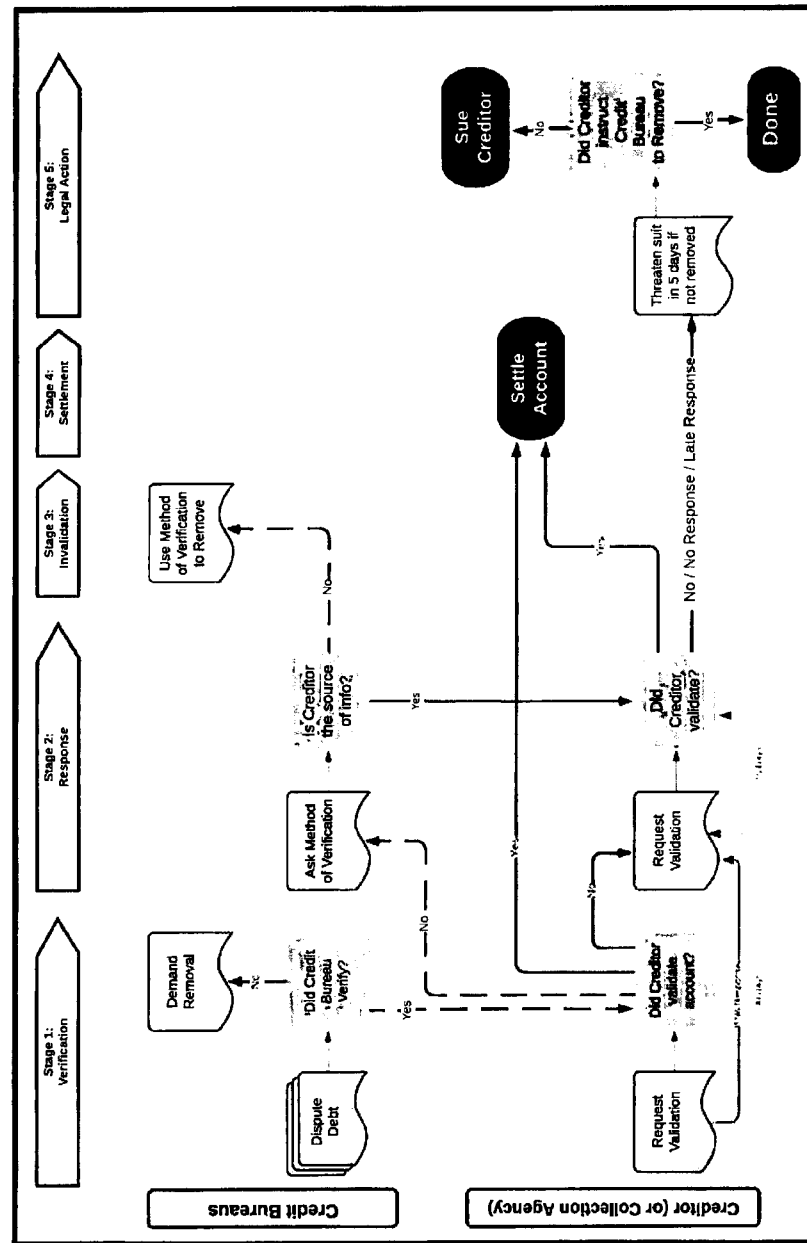 Stage 1:
Verification
Stage 2:
Response
Stage 3:
Invalidation
Stage 4:
Settlement
Stage 5:
Legal Action
Credit Bureaus
Dispute
Debt
Did Credit
Bureau
Verify?
No
Demand
Removal
Yes
Ask Method
of Verification
No
Is Creditor
the source
of info?
No
Use Method
of Verification
to Remove
Yes
Creditor (or Collection Agency)
Request
Validation
Did Creditor
validate
account?
No
Yes
Request
Validation
Did
Creditor
validate?
Yes
Settle
Account
No / No Response / Late Response
Threaten suit
in 5 days if
not removed
Did Creditor
instruct
Credit
Bureau
to Remove?
No
Sue
Creditor
Yes
Done